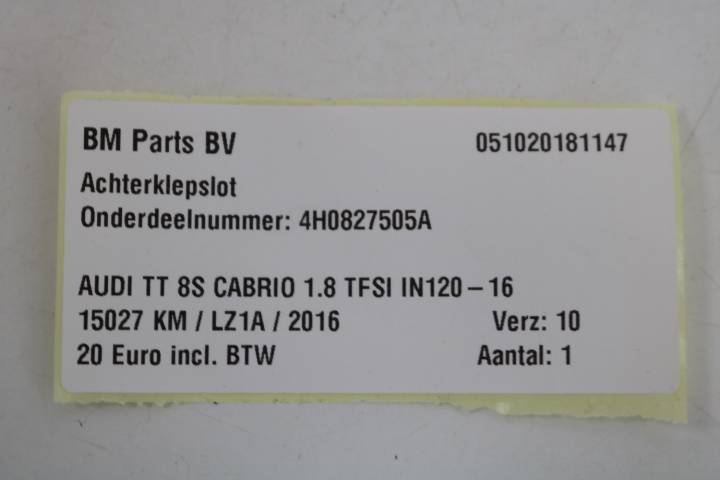 BM Parts BV 051020181147
Achterklepslot
Onderdeelnummer: 4H0827505A
AUDI TT 8S CABRIO 1.8 TFSI IN120-16
15027 KM / LZ1A / 2016 Verz: 10
20 Euro incl. BTW Aantal: 1